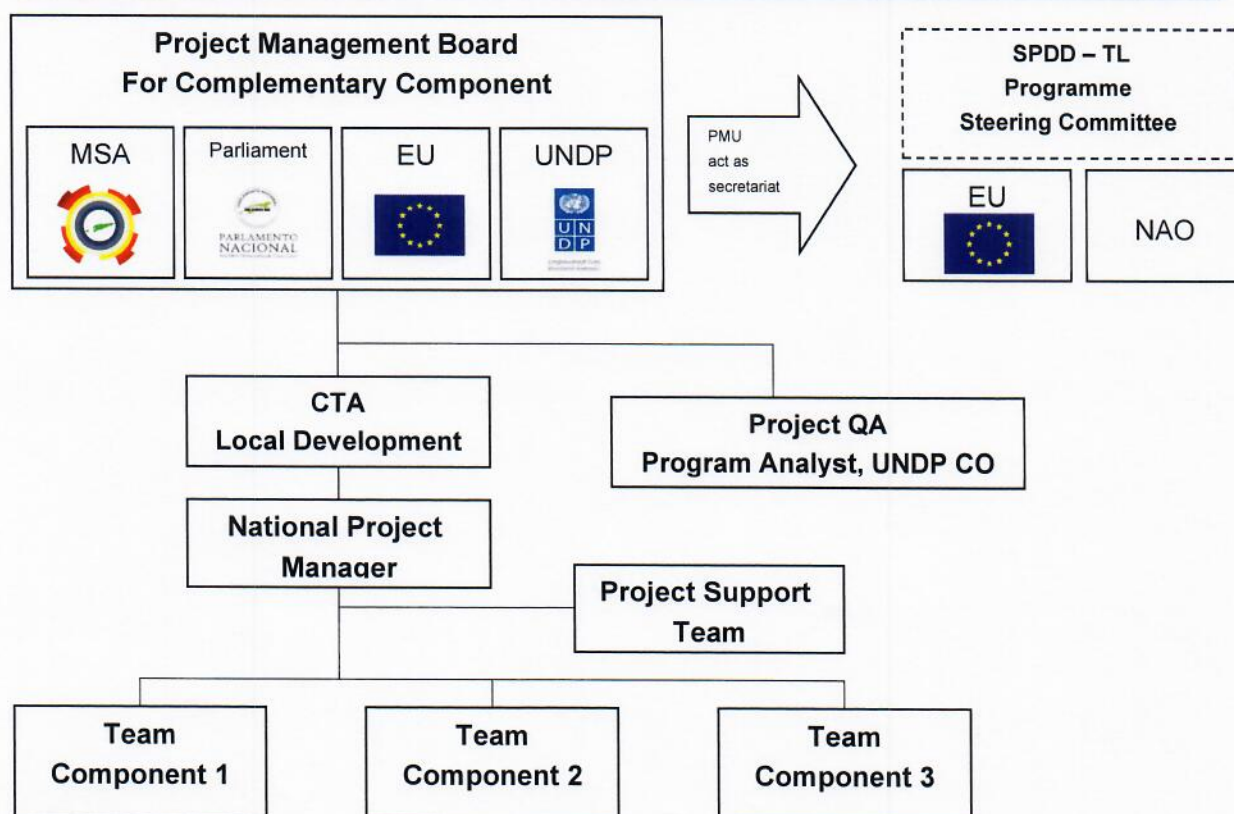 Project Management Board
For Complementary Component
MSA
Parliament
PARLAMENTO
NACIONAL
EU
UNDP
U N
D P
PMU
act as
secretariat
SPDD – TL
Programme
Steering Committee
EU
NAO
CTA
Local Development
Project QA
Program Analyst, UNDP CO
National Project
Manager
Project Support
Team
Team
Component 1
Team
Component 2
Team
Component 3